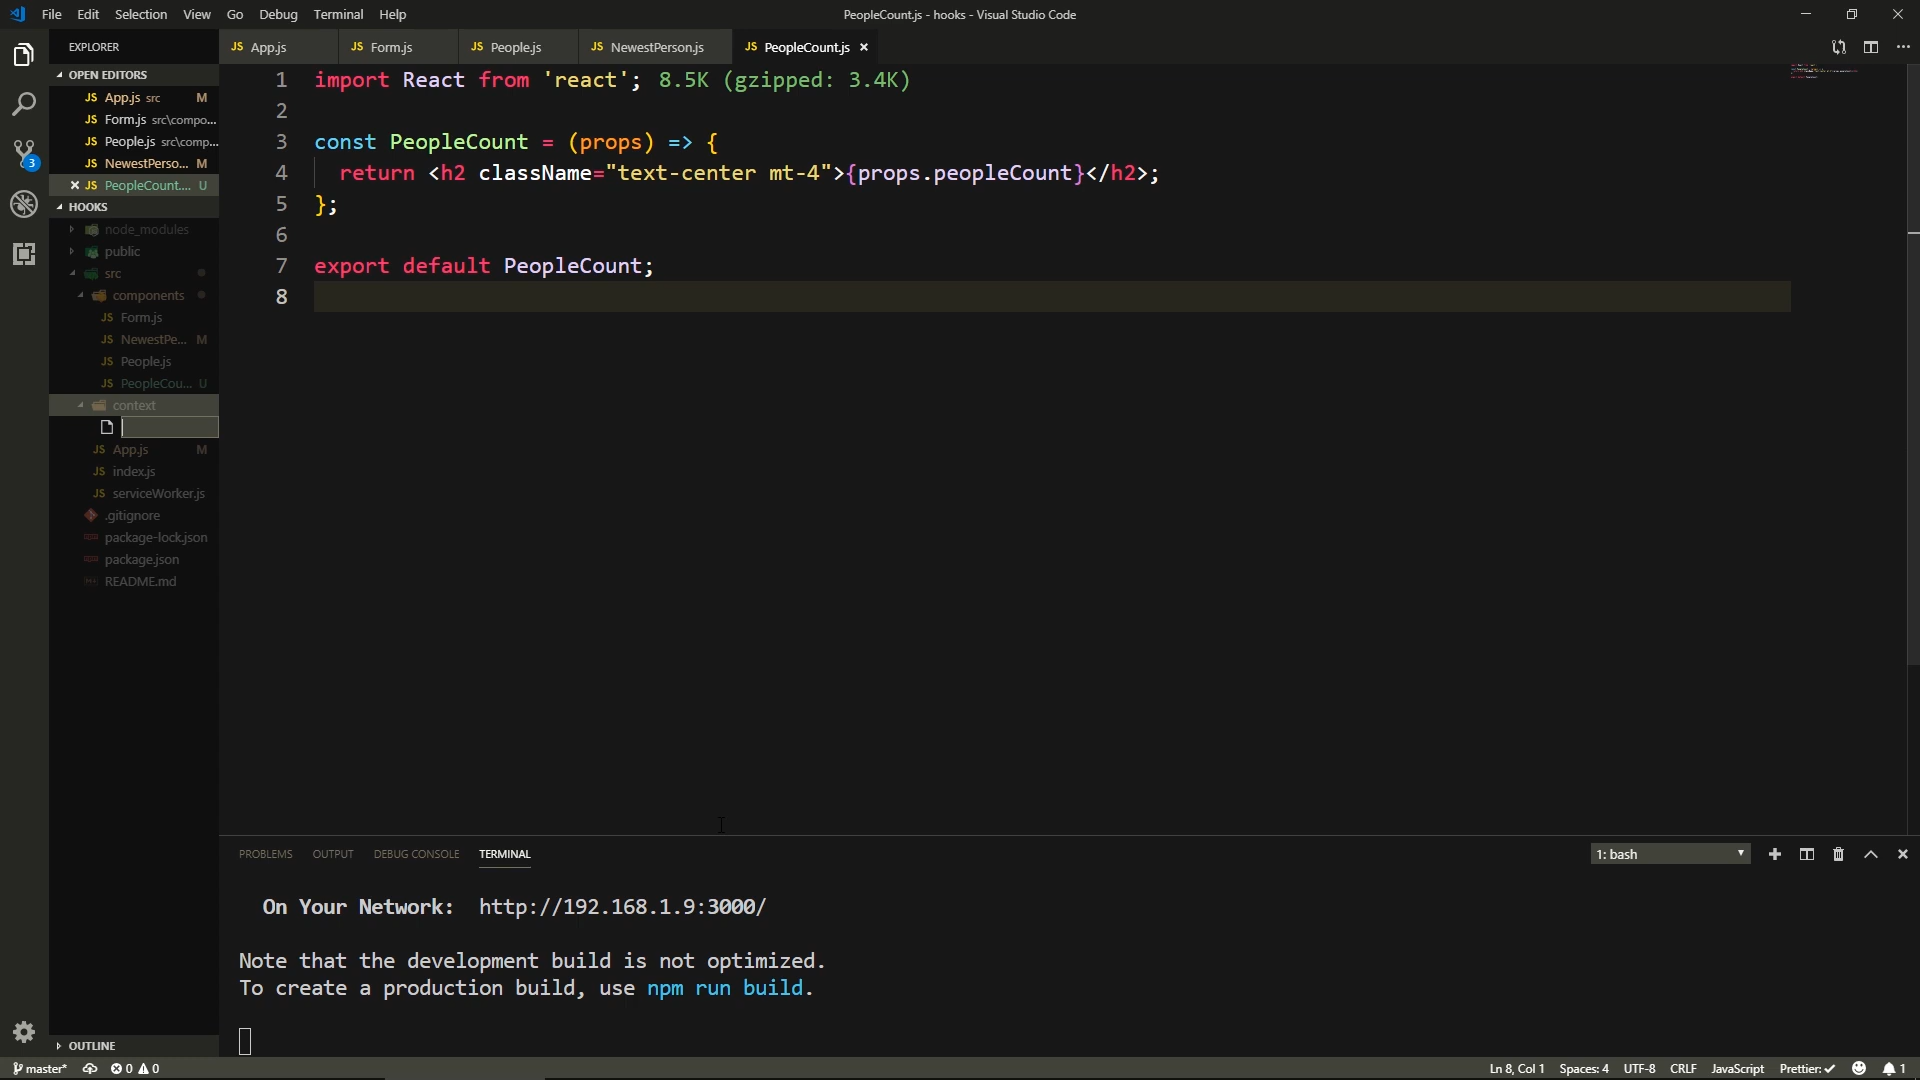 File Edit Selection View Go Debug Terminal Help
PeopleCount.js - hooks - Visual Studio Code
EXPLORER
JS App.js
JS Form.js
JS People.js
JS NewestPerson.js
JS PeopleCount.js
OPEN EDITORS
JS App.js src M
JS Form.js src\compo...
JS People.js src\comp...
JS NewestPerso... M
JS PeopleCount.... U
HOOKS
node_modules
public
src
components
JS Form.js
JS NewestPe... M
JS People.js
JS PeopleCou... U
context
JS App.js M
JS index.js
JS serviceWorker.js
.gitignore
package-lock.json
package.json
README.md
OUTLINE
3
1 import React from 'react'; 8.5K (gzipped: 3.4K)
2
3 const PeopleCount = (props) => {
4 return <h2 className="text-center mt-4">{props.peopleCount}</h2>;
5 };
6
7 export default PeopleCount;
8
PROBLEMS OUTPUT DEBUG CONSOLE TERMINAL
1: bash
On Your Network: http://192.168.1.9:3000/
Note that the development build is not optimized.
To create a production build, use npm run build.
master* 0 0
Ln 8, Col 1 Spaces: 4 UTF-8 CRLF JavaScript Prettier: ✓ 1